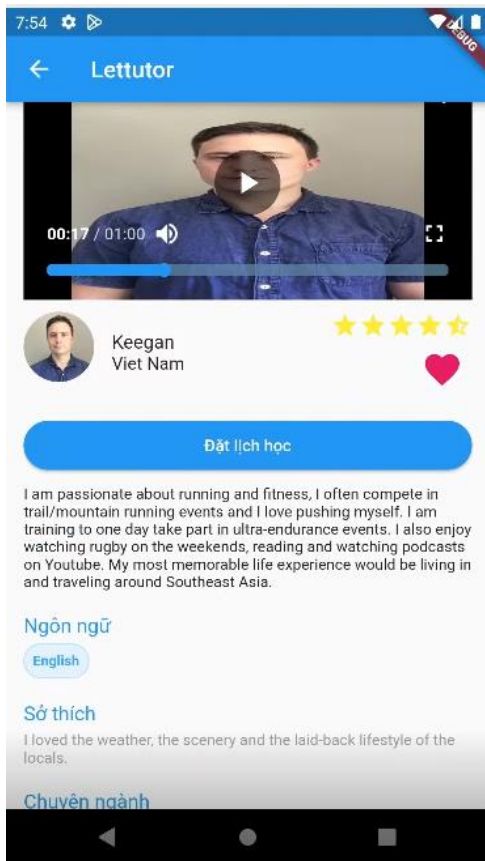 7:54
DEBUG
Lettutor
00:17 / 01:00
Keegan
Viet Nam
Đặt lịch học
I am passionate about running and fitness, I often compete in
trail/mountain running events and I love pushing myself. I am
training to one day take part in ultra-endurance events. I also enjoy
watching rugby on the weekends, reading and watching podcasts
on Youtube. My most memorable life experience would be living in
and traveling around Southeast Asia.
Ngôn ngữ
English
Sở thích
I loved the weather, the scenery and the laid-back lifestyle of the
locals.
Chuyên ngành